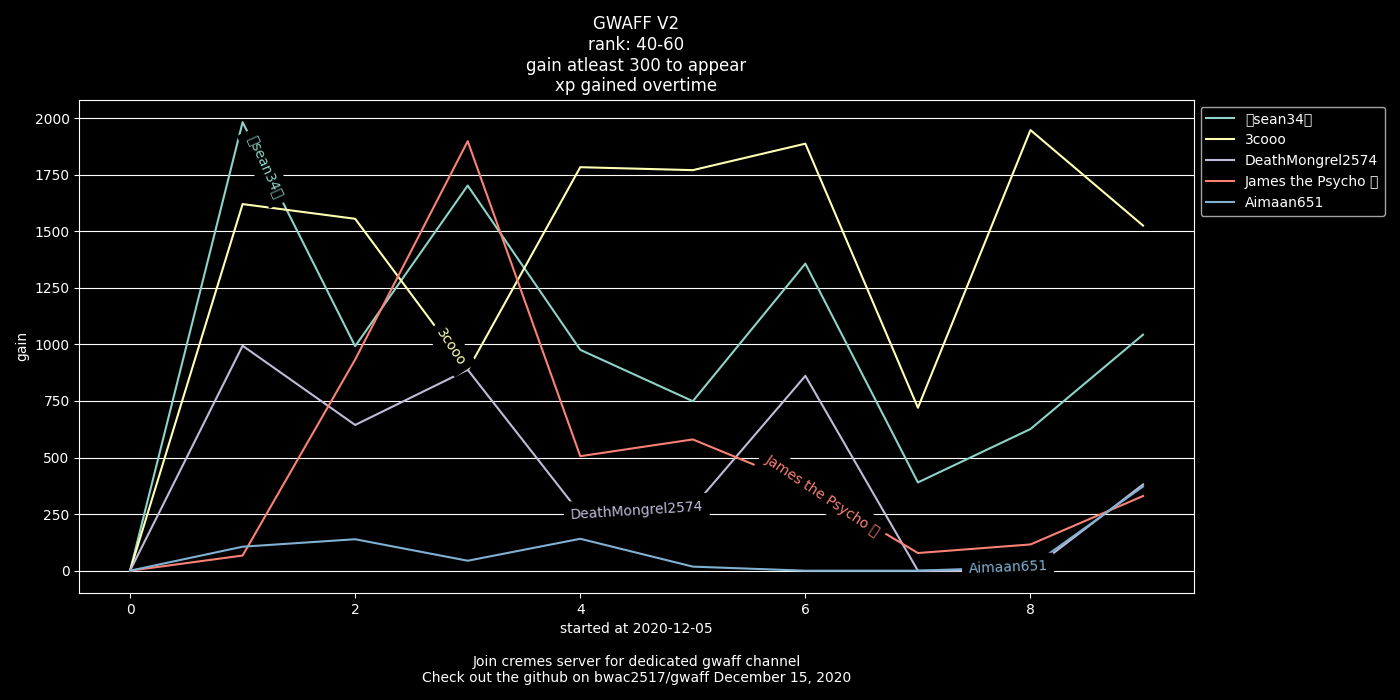 GWAFF V2
rank: 40-60
gain atleast 300 to appear
xp gained overtime
gain
2000
1750
1500
1250
1000
750
500
250
0
sean34
3cooo
DeathMongrel2574
James the Psycho
Aimaan651
sean34
3cooo
DeathMongrel2574
James the Psycho
Aimaan651
0 2 4 6 8
started at 2020-12-05
Join cremes server for dedicated gwaff channel
Check out the github on bwac2517/gwaff December 15, 2020